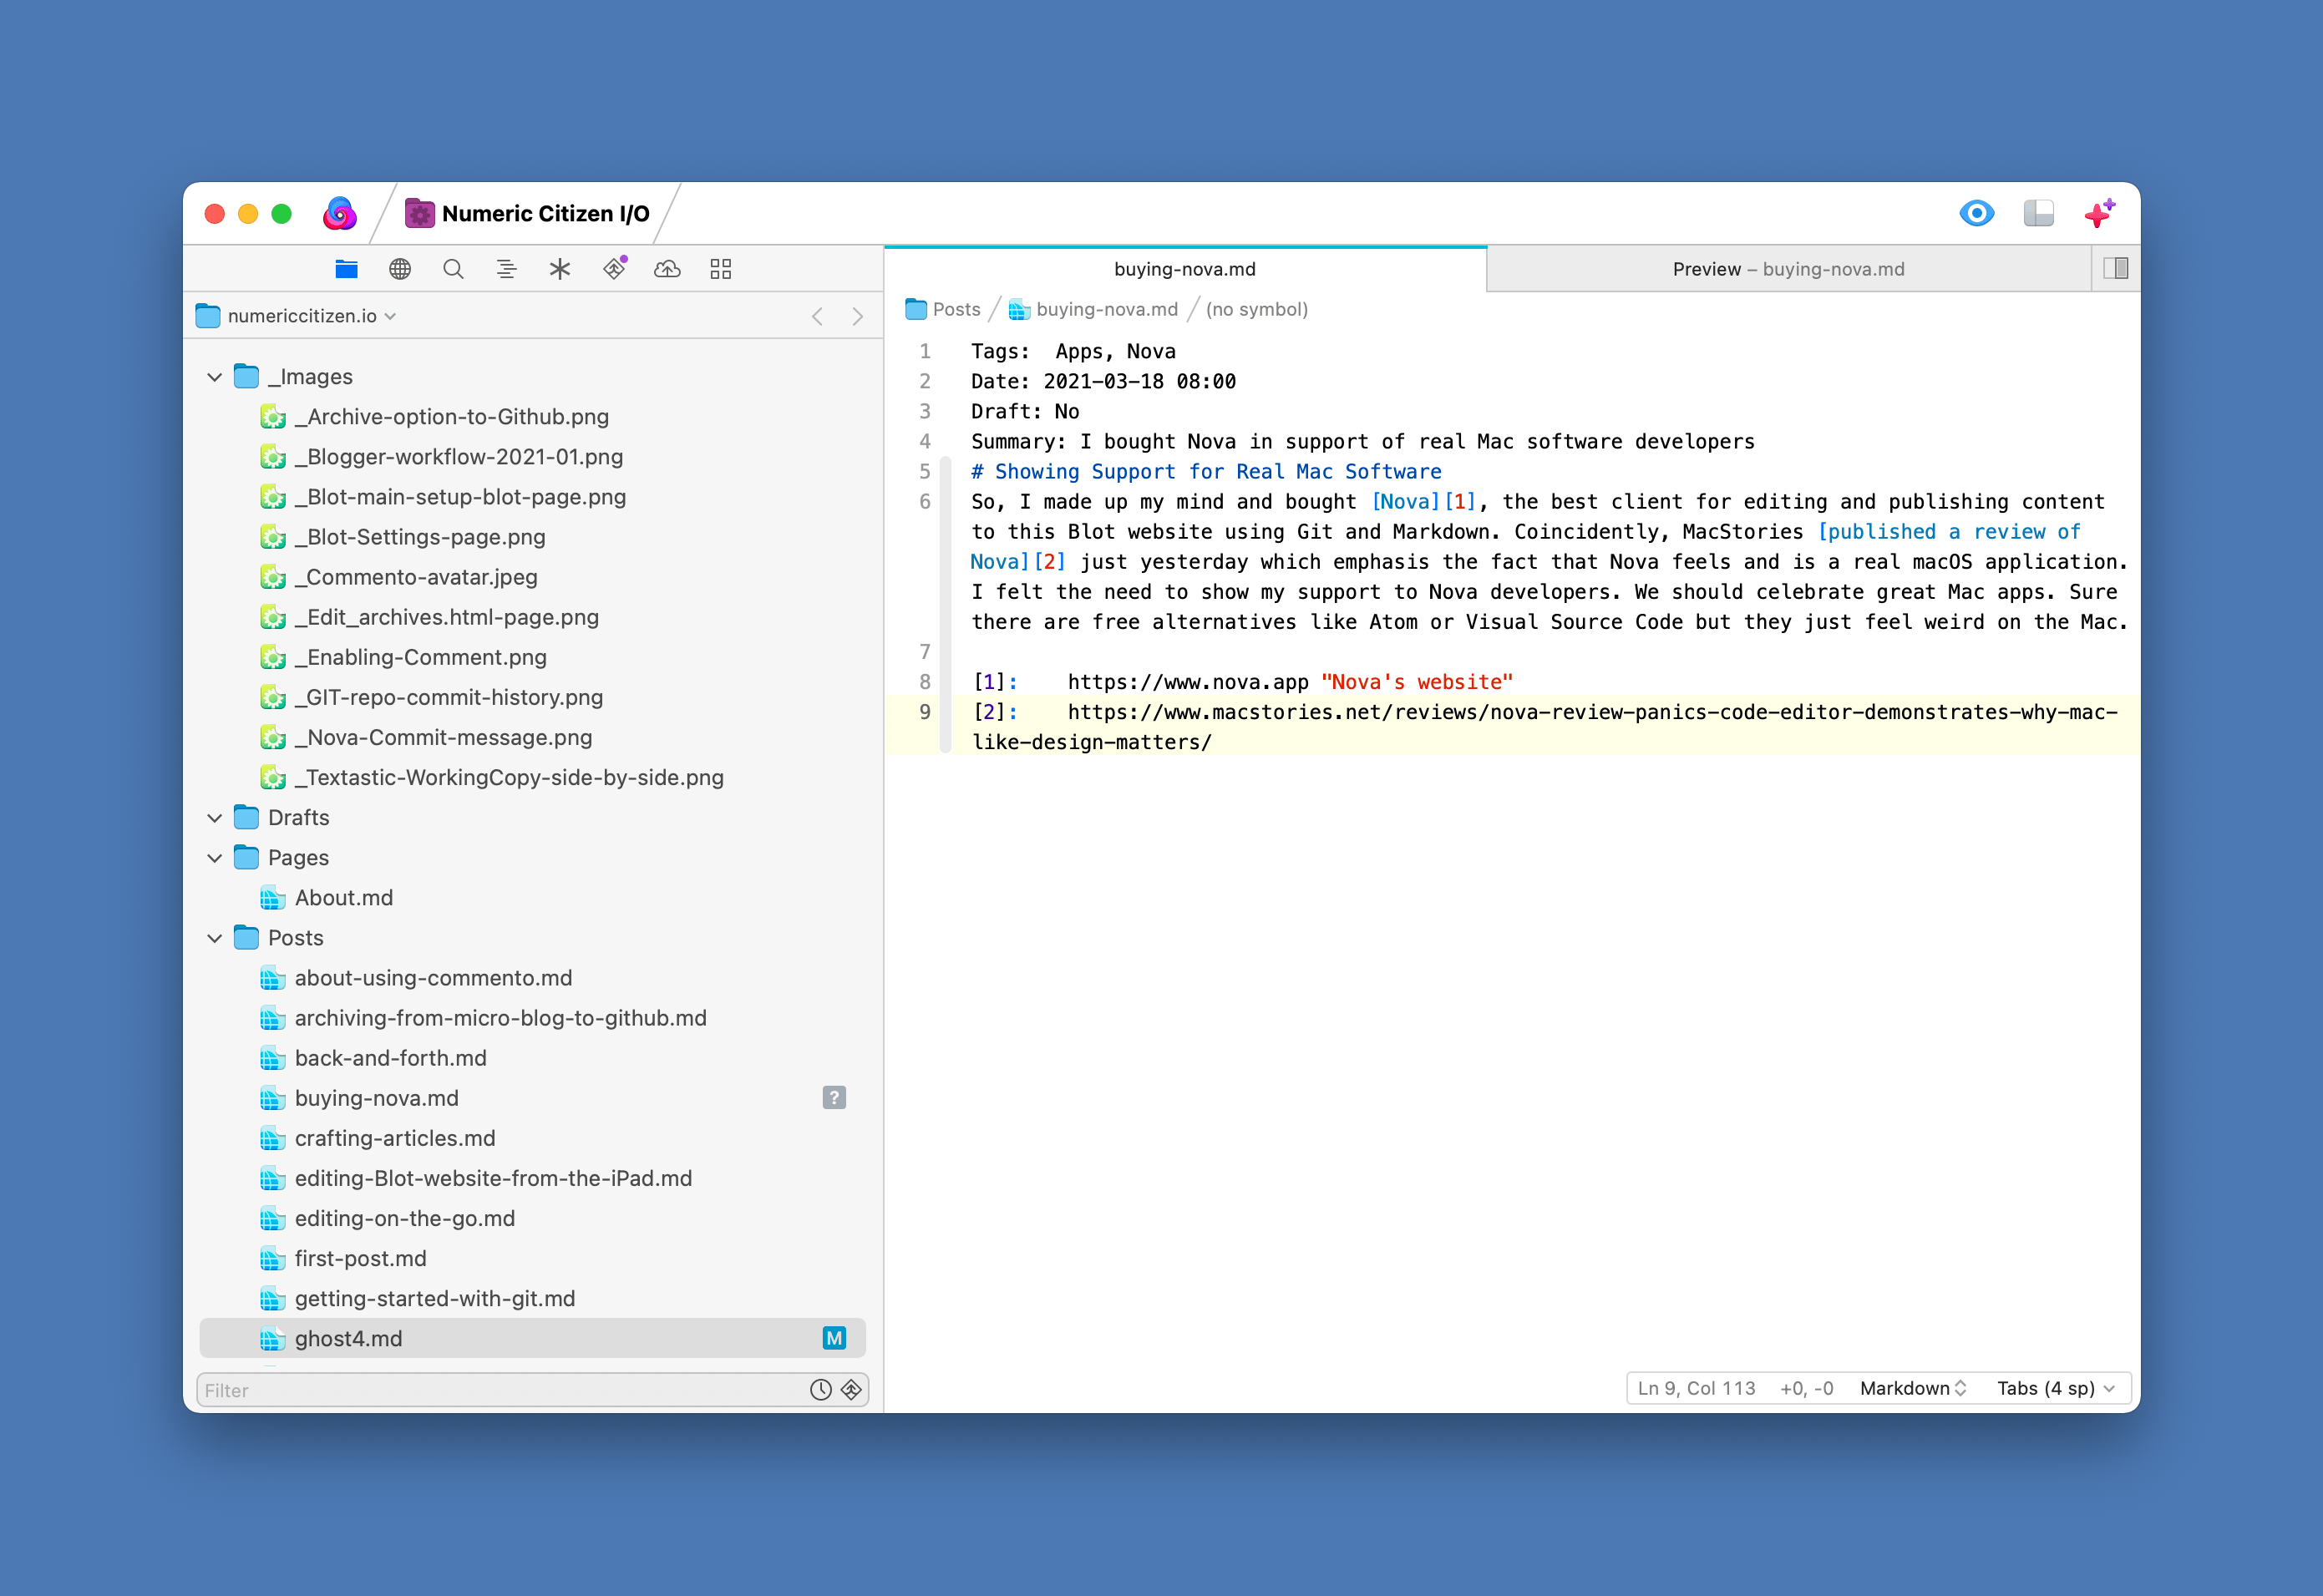 Numeric Citizen I/O
numericcitizen.io
_Images
_Archive-option-to-Github.png
_Blogger-workflow-2021-01.png
_Blot-main-setup-blot-page.png
_Blot-Settings-page.png
_Commento-avatar.jpeg
_Edit_archives.html-page.png
_Enabling-Comment.png
_GIT-repo-commit-history.png
_Nova-Commit-message.png
_Textastic-WorkingCopy-side-by-side.png
Drafts
Pages
About.md
Posts
about-using-commento.md
archiving-from-micro-blog-to-github.md
back-and-forth.md
buying-nova.md ?
crafting-articles.md
editing-Blot-website-from-the-iPad.md
editing-on-the-go.md
first-post.md
getting-started-with-git.md
ghost4.md M
Filter
buying-nova.md
Preview – buying-nova.md
Posts buying-nova.md (no symbol)
1 Tags:  Apps, Nova
2 Date: 2021-03-18 08:00
3 Draft: No
4 Summary: I bought Nova in support of real Mac software developers
5 # Showing Support for Real Mac Software
6 So, I made up my mind and bought [Nova][1], the best client for editing and publishing content
to this Blot website using Git and Markdown. Coincidently, MacStories [published a review of
Nova][2] just yesterday which emphasis the fact that Nova feels and is a real macOS application.
I felt the need to show my support to Nova developers. We should celebrate great Mac apps. Sure
there are free alternatives like Atom or Visual Source Code but they just feel weird on the Mac.
7
8 [1]:    https://www.nova.app "Nova's website"
9 [2]:    https://www.macstories.net/reviews/nova-review-panics-code-editor-demonstrates-why-mac-
like-design-matters/
Ln 9, Col 113 +0, -0 Markdown Tabs (4 sp)